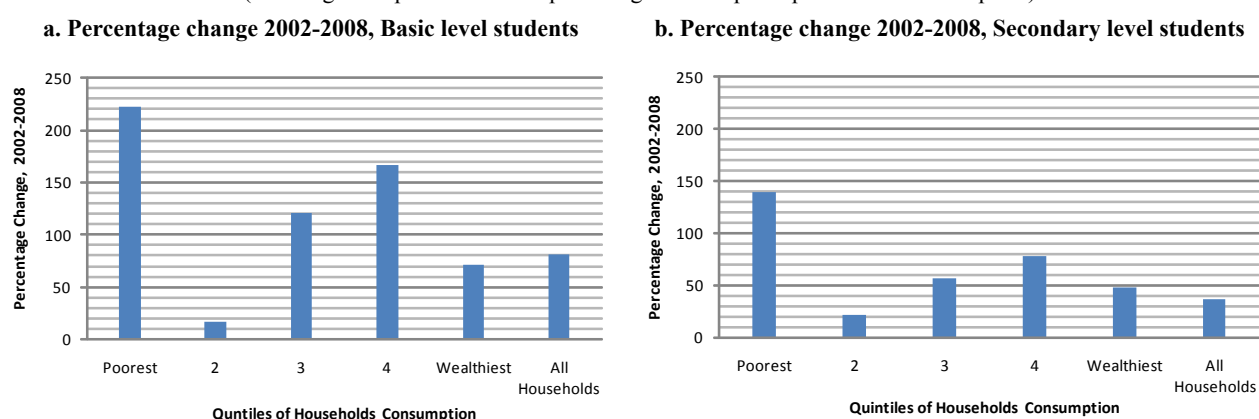 a. Percentage change 2002-2008, Basic level students
b. Percentage change 2002-2008, Secondary level students
250
200
150
100
50
0
Percentage Change, 2002-2008
Poorest 2 3 4 Wealthiest All
Households
Quntiles of Households Consumption
250
200
150
100
50
0
Percentage Change, 2002-2008
Poorest 2 3 4 Wealthiest All
Households
Quintiles of Households Consumption